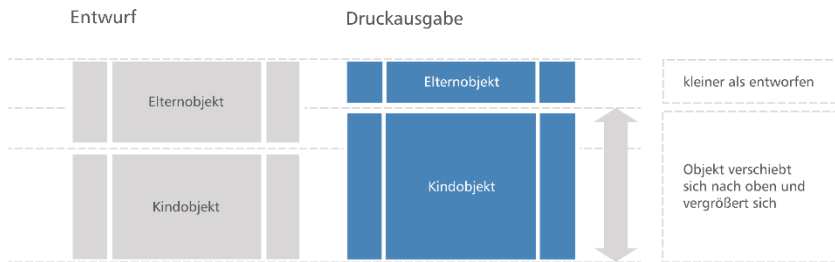 Entwurf
Druckausgabe
Elternobjekt
Elternobjekt
kleiner als entworfen
Kindobjekt
Kindobjekt
Objekt verschiebt
sich nach oben und
vergrößert sich